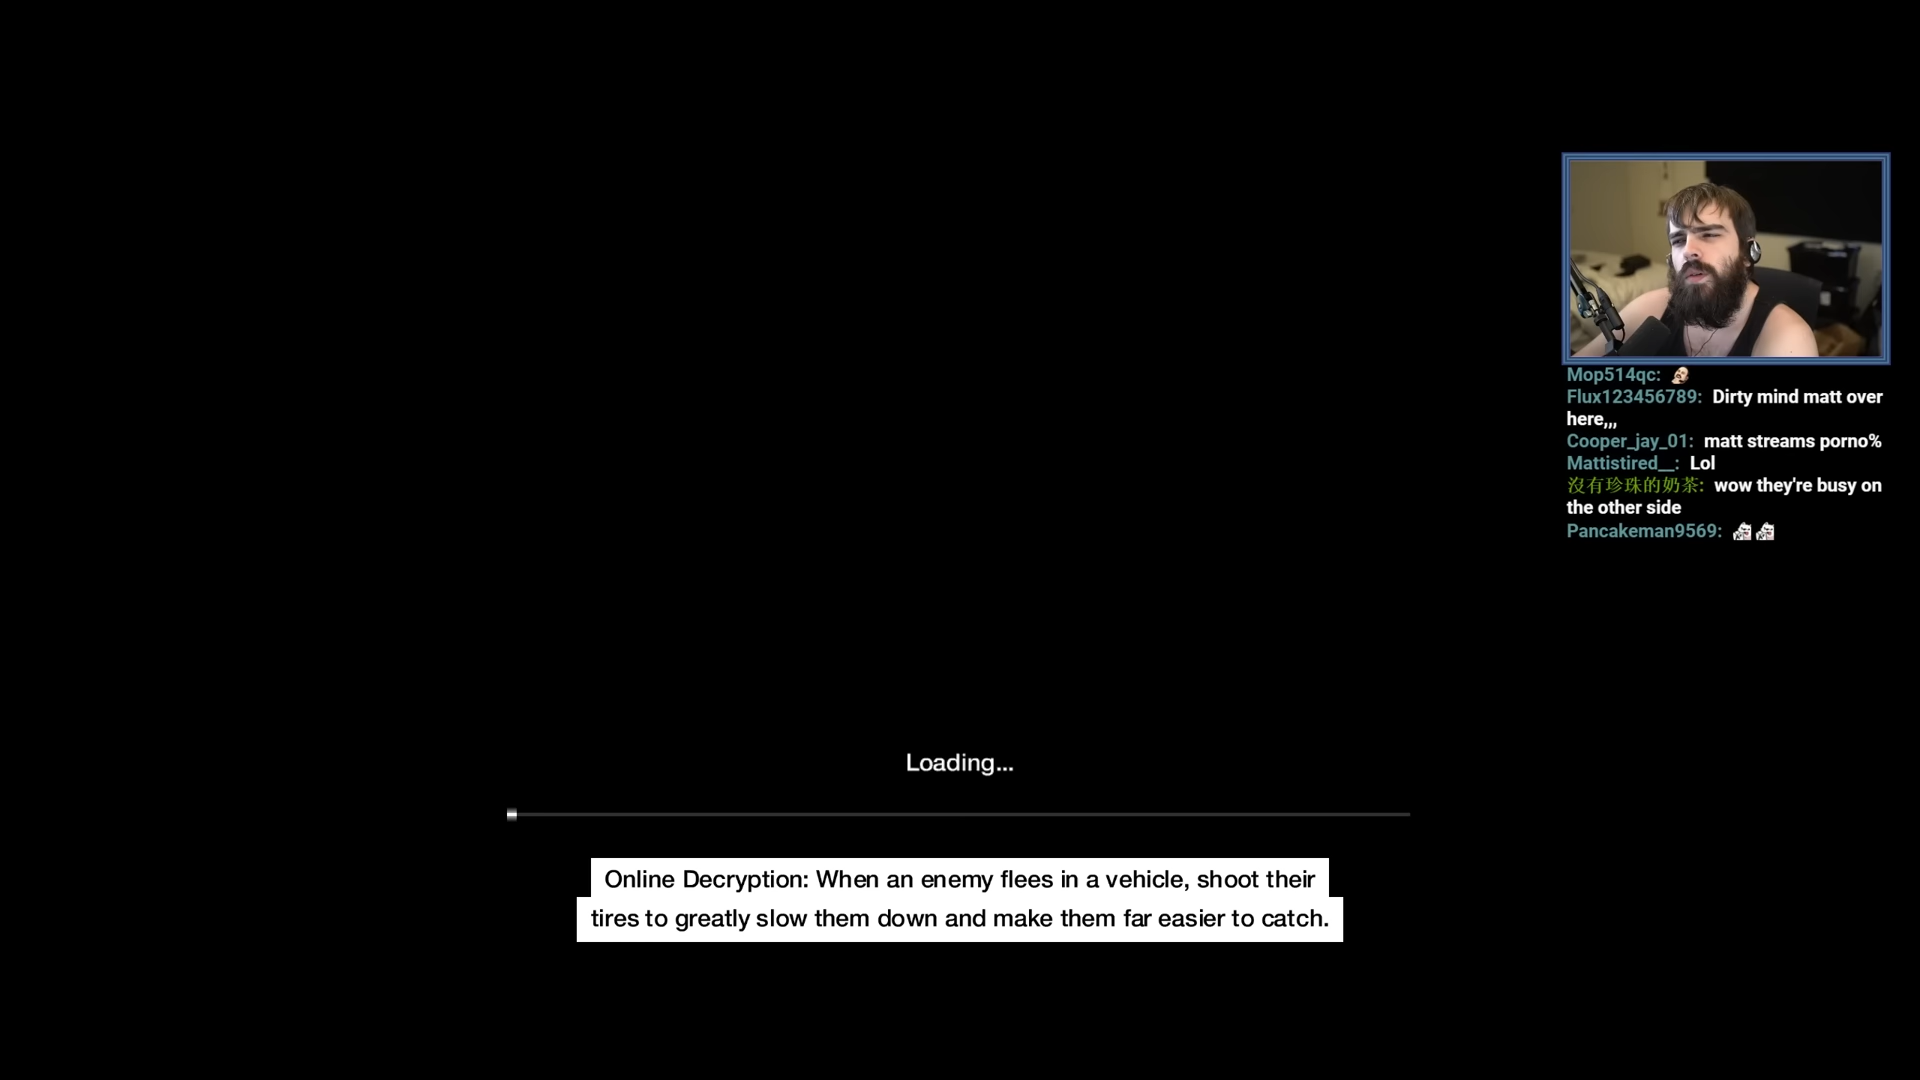 Mop514qc:
Flux123456789: Dirty mind matt over
here,,,
Cooper_jay_01: matt streams porno%
Mattistired__: Lol
沒有珍珠的奶茶: wow they're busy on
the other side
Pancakeman9569:
Loading...
Online Decryption: When an enemy flees in a vehicle, shoot their
tires to greatly slow them down and make them far easier to catch.